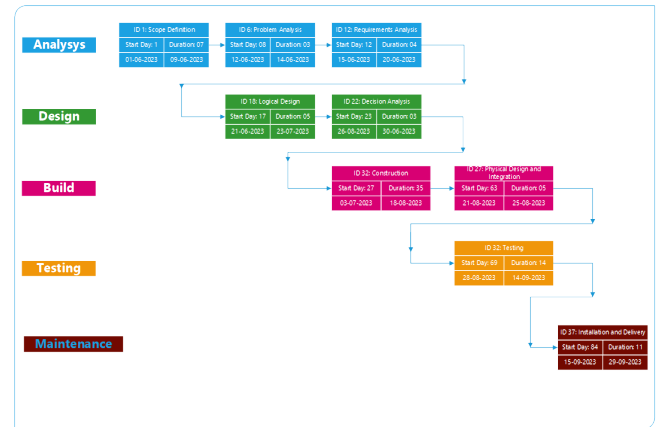 Analysys
ID 1: Scope Definition
Start Day: 1 Duration: 07
01-06-2023 09-06-2023
ID 6: Problem Analysis
Start Day: 08 Duration: 03
12-06-2023 14-06-2023
ID 12: Requirements Analysis
Start Day: 12 Duration: 04
15-06-2023 20-06-2023
Design
ID 18: Logical Design
Start Day: 17 Duration: 05
21-06-2023 23-07-2023
ID 22: Decision Analysis
Start Day: 23 Duration: 03
26-08-2023 30-06-2023
Build
ID 32: Construction
Start Day: 27 Duration: 35
03-07-2023 18-08-2023
ID 27: Physical Design and
Integration
Start Day: 63 Duration: 05
21-08-2023 25-08-2023
Testing
ID 32: Testing
Start Day: 69 Duration: 14
28-08-2023 14-09-2023
Maintenance
ID 37: Installation and Delivery
Start Day: 84 Duration: 11
15-09-2023 29-09-2023